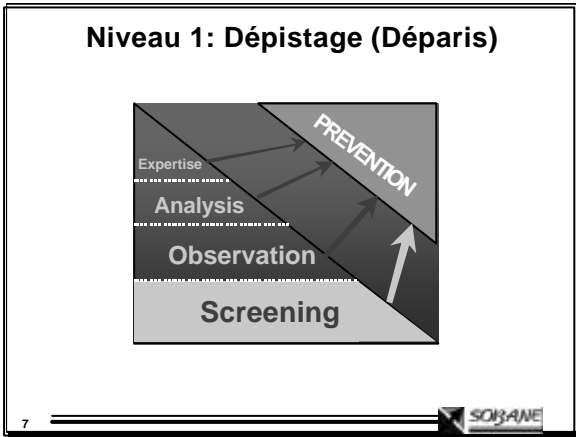 Niveau 1: Dépistage (Déparis)
PREVENTION
Expertise
Analysis
Observation
Screening
7
SOBANE